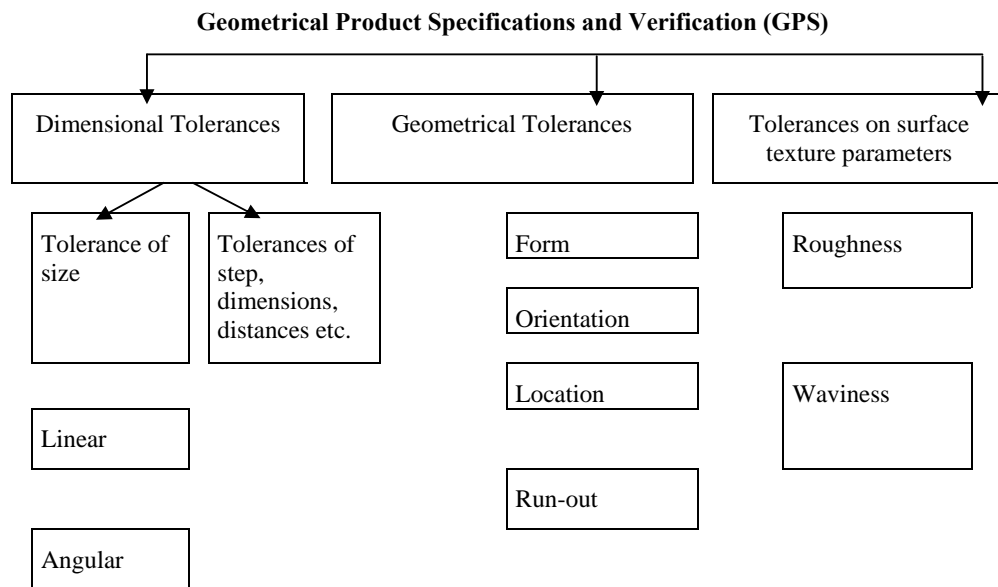 Geometrical Product Specifications and Verification (GPS)
Dimensional Tolerances
Geometrical Tolerances
Tolerances on surface
texture parameters
Tolerance of
size
Tolerances of
step,
dimensions,
distances etc.
Linear
Angular
Form
Orientation
Location
Run-out
Roughness
Waviness